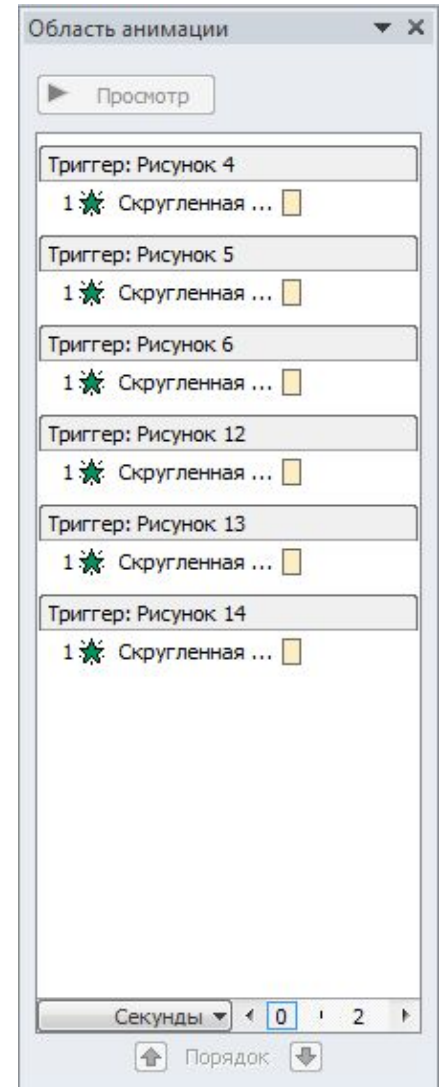 Область анимации
Просмотр
Триггер: Рисунок 4
1 Скругленная ...
Триггер: Рисунок 5
1 Скругленная ...
Триггер: Рисунок 6
1 Скругленная ...
Триггер: Рисунок 12
1 Скругленная ...
Триггер: Рисунок 13
1 Скругленная ...
Триггер: Рисунок 14
1 Скругленная ...
Секунды 0 2
Порядок